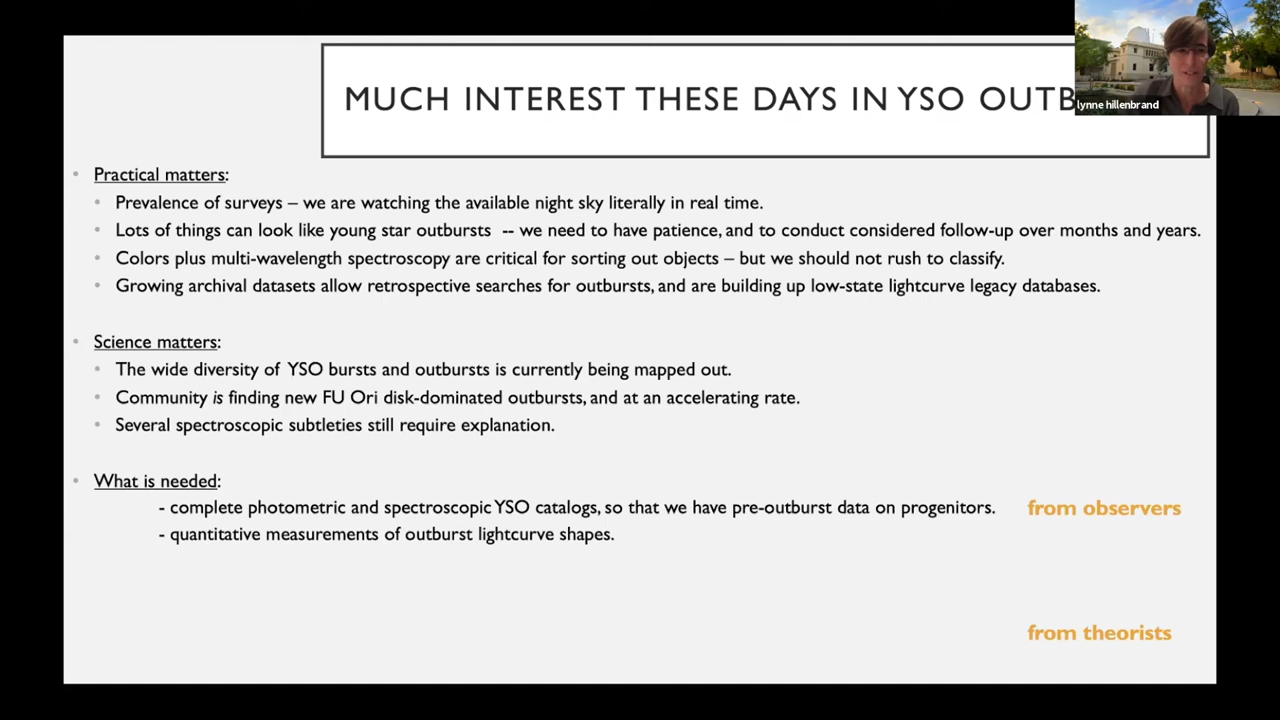 MUCH INTEREST THESE DAYS IN YSO OUTB
lynne hillenbrand
• Practical matters:
• Prevalence of surveys – we are watching the available night sky literally in real time.
• Lots of things can look like young star outbursts -- we need to have patience, and to conduct considered follow-up over months and years.
• Colors plus multi-wavelength spectroscopy are critical for sorting out objects – but we should not rush to classify.
• Growing archival datasets allow retrospective searches for outbursts, and are building up low-state lightcurve legacy databases.
• Science matters:
• The wide diversity of YSO bursts and outbursts is currently being mapped out.
• Community is finding new FU Ori disk-dominated outbursts, and at an accelerating rate.
• Several spectroscopic subtleties still require explanation.
• What is needed:
- complete photometric and spectroscopic YSO catalogs, so that we have pre-outburst data on progenitors. from observers
- quantitative measurements of outburst lightcurve shapes.
from theorists